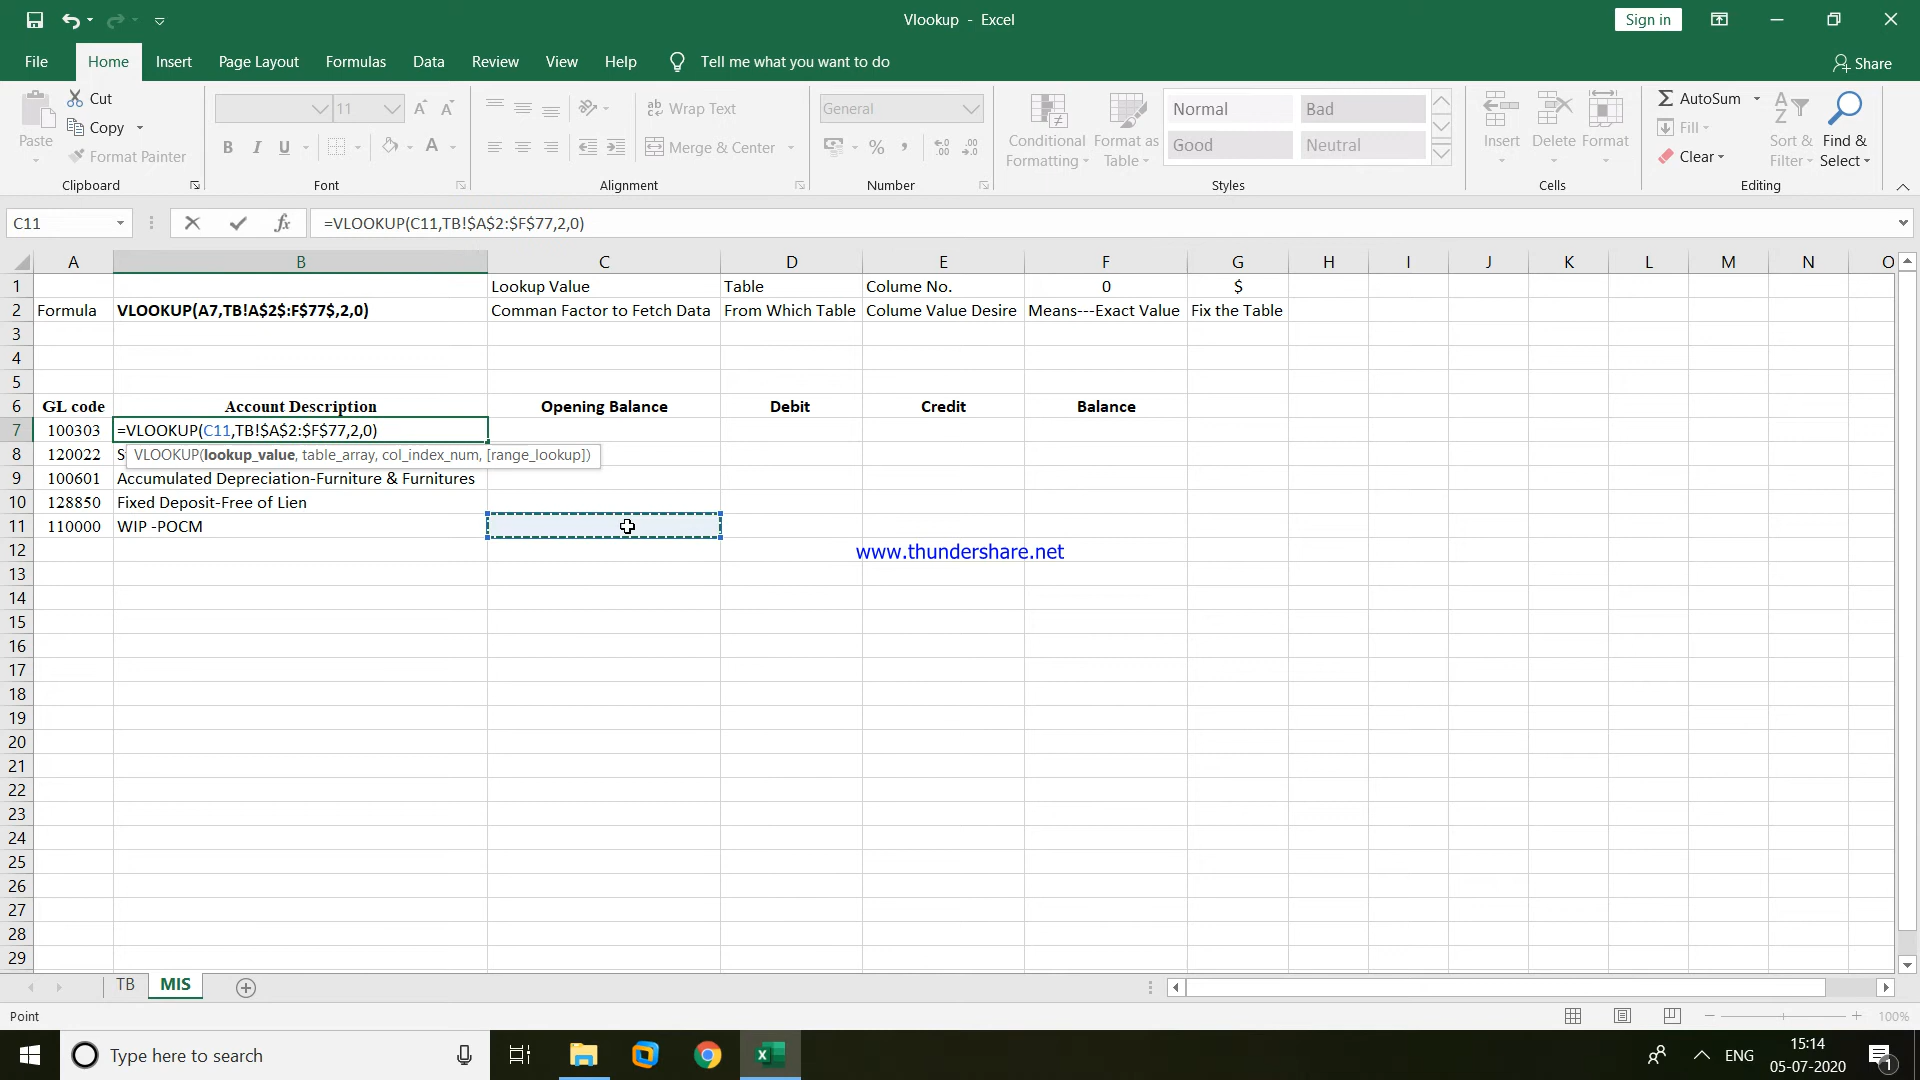 Vlookup - Excel
Sign in
File Home Insert Page Layout Formulas Data Review View Help Tell me what you want to do Share
Paste Cut Copy Format Painter Clipboard
11 B I U A Font
Wrap Text Merge & Center Alignment
General % , Number
Conditional Formatting Format as Table Normal Bad Good Neutral Styles
Insert Delete Format Cells
AutoSum Fill Clear Sort & Filter Find & Select Editing
C11 fx =VLOOKUP(C11,TB!$A$2:$F$77,2,0)
A B C D E F G H I J K L M N O
1 Lookup Value Table Colume No. 0 $
2 Formula VLOOKUP(A7,TB!A$2$:F$77$,2,0) Comman Factor to Fetch Data From Which Table Colume Value Desire Means---Exact Value Fix the Table
3
4
5
6 GL code Account Description Opening Balance Debit Credit Balance
7 100303 =VLOOKUP(C11,TB!$A$2:$F$77,2,0)
8 120022 S VLOOKUP(lookup_value, table_array, col_index_num, [range_lookup])
9 100601 Accumulated Depreciation-Furniture & Furnitures
10 128850 Fixed Deposit-Free of Lien
11 110000 WIP -POCM
12 www.thundershare.net
13
14
15
16
17
18
19
20
21
22
23
24
25
26
27
28
29
TB MIS
Point 100%
Type here to search ENG 15:14
05-07-2020 1